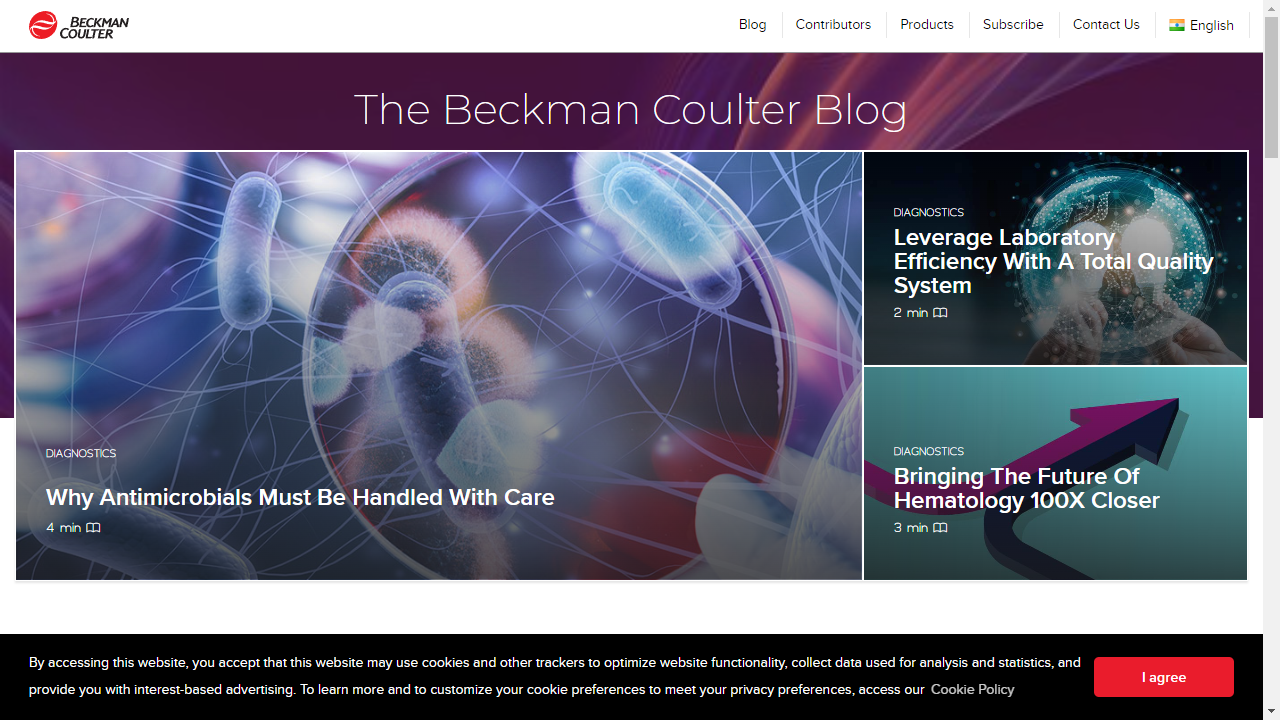 BECKMAN
COULTER
Blog
Contributors
Products
Subscribe
Contact Us
English
The Beckman Coulter Blog
DIAGNOSTICS
Why Antimicrobials Must Be Handled With Care
4 min
DIAGNOSTICS
Leverage Laboratory
Efficiency With A Total Quality
System
2 min
DIAGNOSTICS
Bringing The Future Of
Hematology 100X Closer
3 min
By accessing this website, you accept that this website may use cookies and other trackers to optimize website functionality, collect data used for analysis and statistics, and
provide you with interest-based advertising. To learn more and to customize your cookie preferences to meet your privacy preferences, access our Cookie Policy
I agree